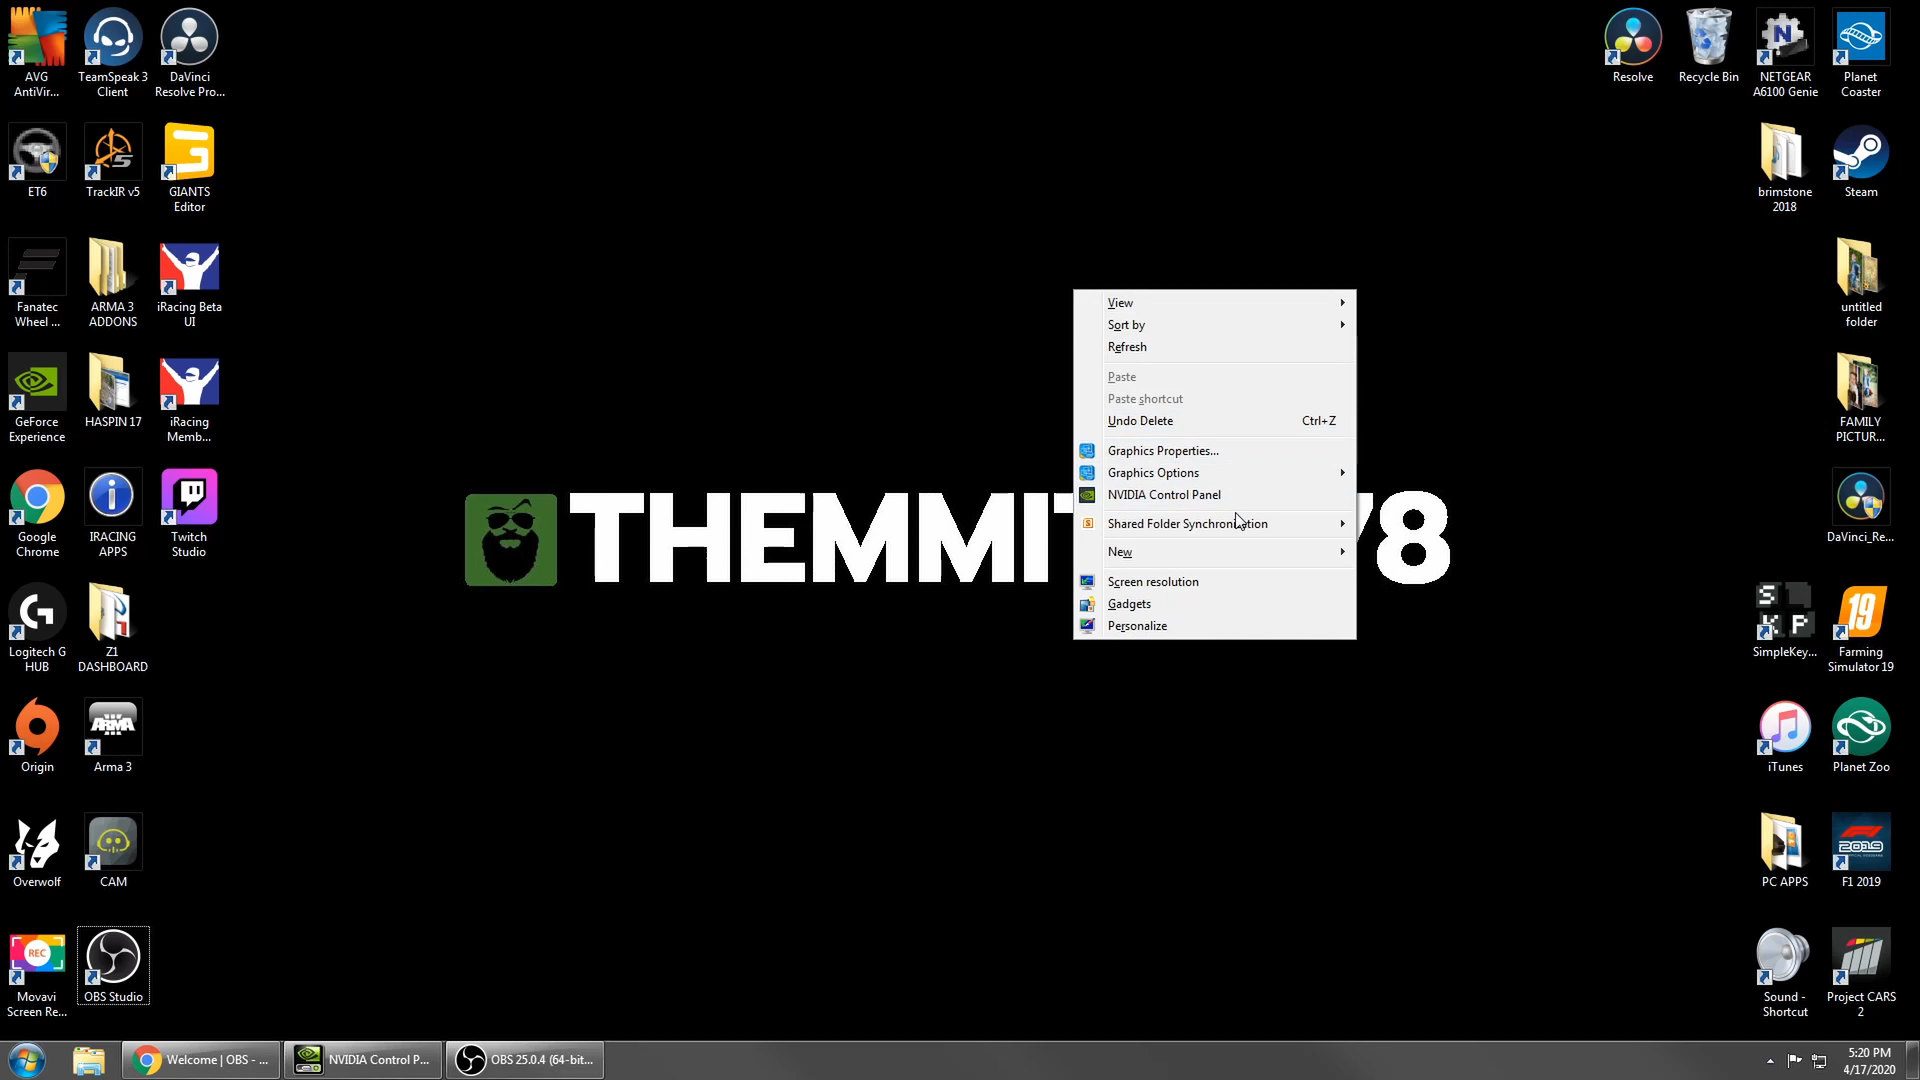 AVG
AntiVir...
TeamSpeak 3
Client
DaVinci
Resolve Pro...
ET6
5
TrackIR v5
GIANTS
Editor
Fanatec
Wheel ...
ARMA 3
ADDONS
iRacing Beta
UI
GeForce
Experience
HASPIN 17
iRacing
Memb...
Google
Chrome
IRACING
APPS
Twitch
Studio
Logitech G
HUB
Z1
DASHBOARD
Origin
ARMA
Arma 3
Overwolf
CAM
REC
Movavi
Screen Re...
OBS Studio
THEMMIT
78
View
Sort by
Refresh
Paste
Paste shortcut
Undo Delete Ctrl+Z
Graphics Properties...
Graphics Options
NVIDIA Control Panel
Shared Folder Synchronization
New
Screen resolution
Gadgets
Personalize
Resolve
Recycle Bin
N
NETGEAR
A6100 Genie
Planet
Coaster
brimstone
2018
Steam
untitled
folder
FAMILY
PICTUR...
DaVinci_Re...
S
K P
SimpleKey...
19
Farming
Simulator 19
iTunes
Planet Zoo
PC APPS
F1
2019
F1 2019
Sound -
Shortcut
Project CARS
2
Welcome | OBS - ...
NVIDIA Control P...
OBS 25.0.4 (64-bit...
5:20 PM
4/17/2020